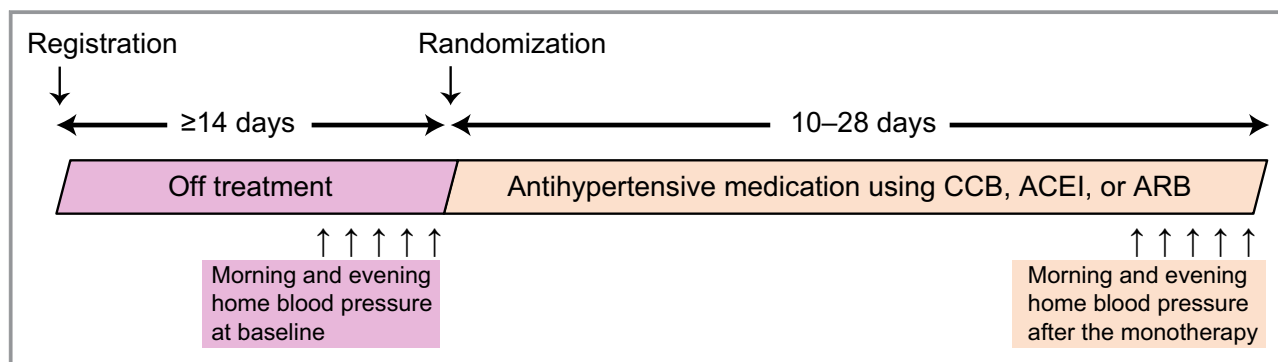 Registration
Randomization
≥14 days
10–28 days
Off treatment
Antihypertensive medication using CCB, ACEI, or ARB
Morning and evening
home blood pressure
at baseline
Morning and evening
home blood pressure
after the monotherapy